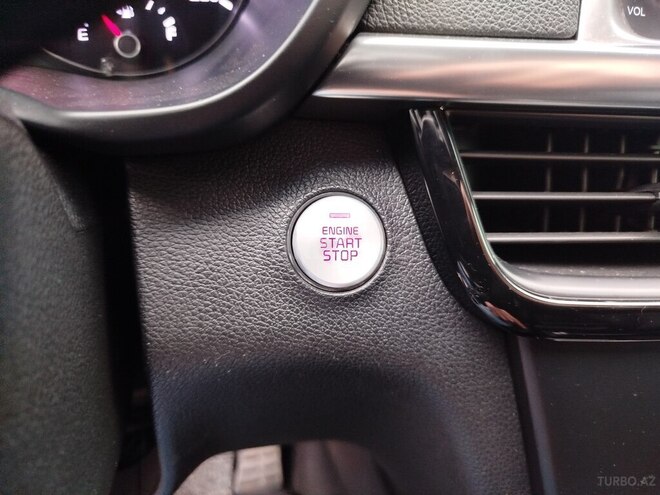 E
F
VOL
ENGINE
START
STOP
TURBO.AZ